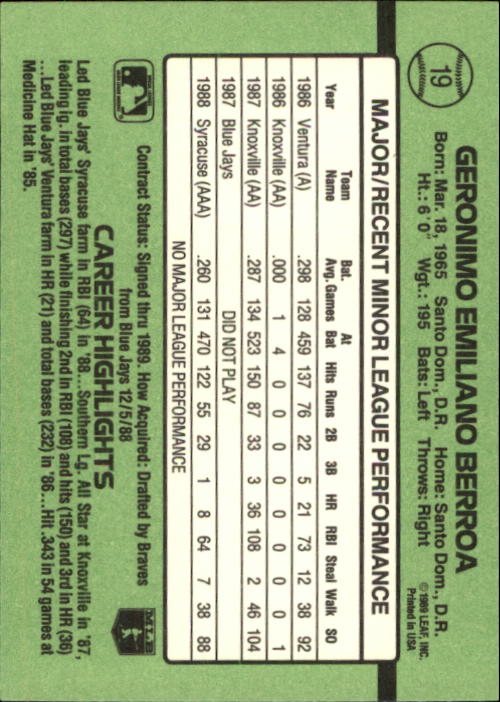 19
GERONIMO EMILIANO BERROA
Born: Mar. 18, 1965 Santo Dom., D.R. Home: Santo Dom., D.R.
Ht.: 6'0" Wgt.: 195 Bats: Left Throws: Right
© 1989 LEAF, INC.
Printed in USA
MAJOR/RECENT MINOR LEAGUE PERFORMANCE
Year Team Name Bat. Avg. Games At Bat Hits Runs 2B 3B HR RBI Steal Walk SO
1986 Ventura (A) .298 128 459 137 76 22 5 21 73 12 38 92
1986 Knoxville (AA) .000 1 4 0 0 0 0 0 0 0 0 1
1987 Knoxville (AA) .287 134 523 150 87 33 3 36 108 2 46 104
1987 Blue Jays DID NOT PLAY
1988 Syracuse (AAA) .260 131 470 122 55 29 1 8 64 7 38 88
NO MAJOR LEAGUE PERFORMANCE
Contract Status: Signed thru 1989. How Acquired: Drafted by Braves
from Blue Jays 12/5/88
MLB
CAREER HIGHLIGHTS
Led Blue Jays' Syracuse farm in RBI (64) in '88...Southern Lg. All Star at Knoxville in '87,
leading lg. in total bases (297) while finishing 2nd in RBI (108) and hits (150) and 3rd in HR (36)
...Led Blue Jays' Ventura farm in HR (21) and total bases (232) in '86...Hit .343 in 54 games at
Medicine Hat in '85.